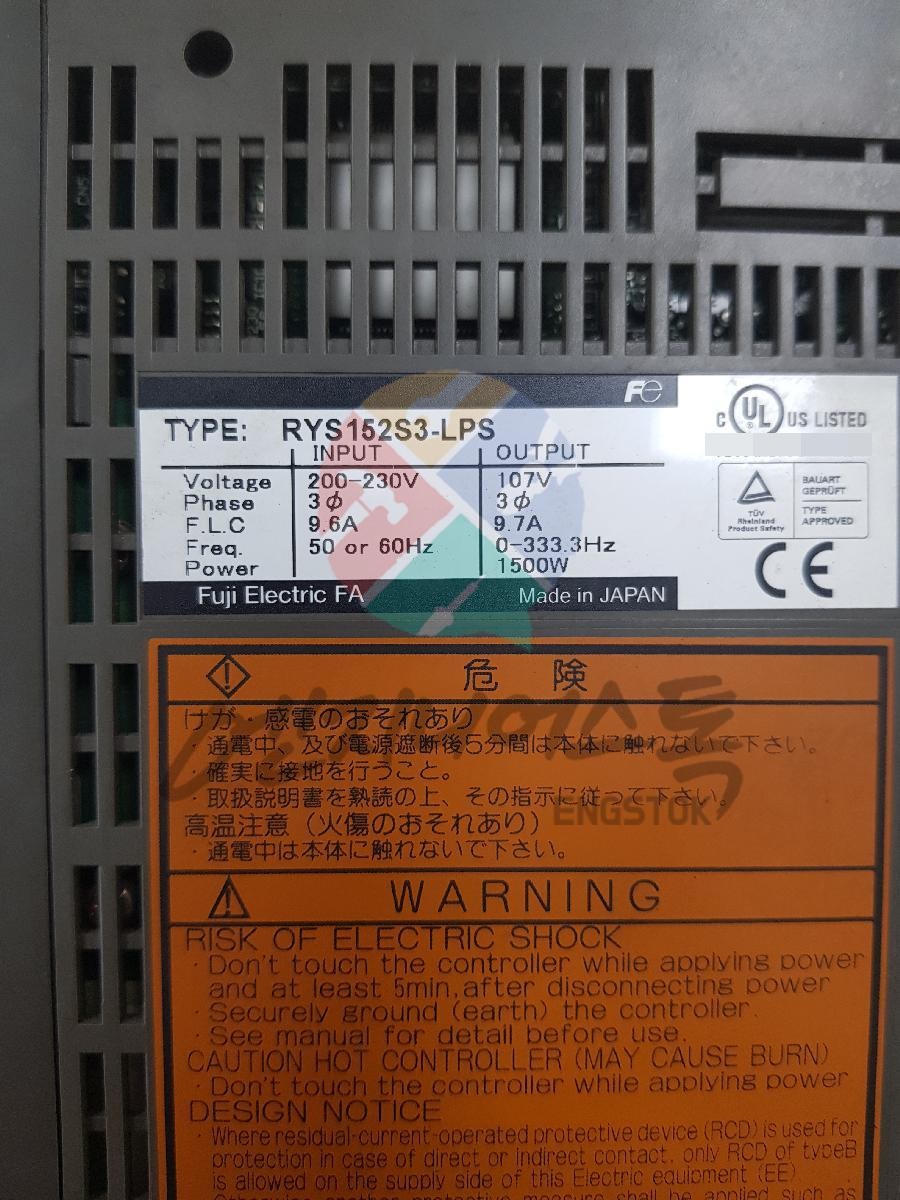 Fe
TYPE: RYS152S3-LPS
INPUT OUTPUT
Voltage 200-230V 107V
Phase 3φ 3φ
F.L.C 9.6A 9.7A
Freq. 50 or 60Hz 0-333.3Hz
Power 1500W
Fuji Electric FA Made in JAPAN
C UL ® US LISTED
TÜV
Rheinland
Product Safety
BAUART
GEPRÜFT
TYPE
APPROVED
CE
危 険
けが・感電のおそれあり
・通電中、及び電源遮断後5分間は本体に触れないで下さい。
・確実に接地を行うこと。
・取扱説明書を熟読の上、その指示に従って下さい。
高温注意(火傷のおそれあり)
・通電中は本体に触れないで下さい。
ENGSTOK
WARNING
RISK OF ELECTRIC SHOCK
・Don't touch the controller while applying power
and at least 5min,after disconnecting power
・Securely ground (earth) the controller.
・See manual for detail before use.
CAUTION HOT CONTROLLER (MAY CAUSE BURN)
・Don't touch the controller while applying power
DESIGN NOTICE
・Where residual-current-operated protective device (RCD) is used for
protection in case of direct or indirect contact, only RCD of typeB
is allowed on the supply side of this Electric equipment (EE)
Otherwise another protective measure shall be applied such as